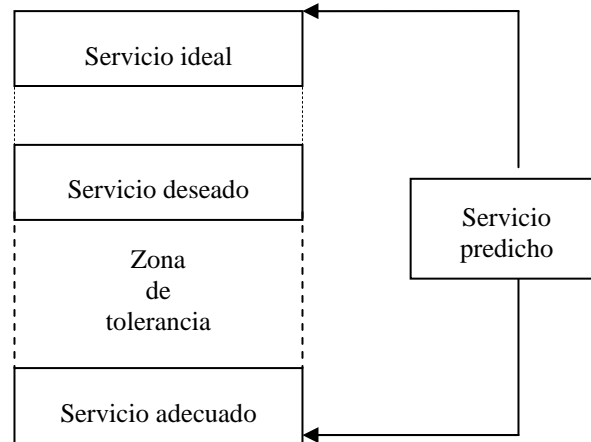 Servicio ideal
Servicio deseado
Zona
de
tolerancia
Servicio adecuado
Servicio
predicho